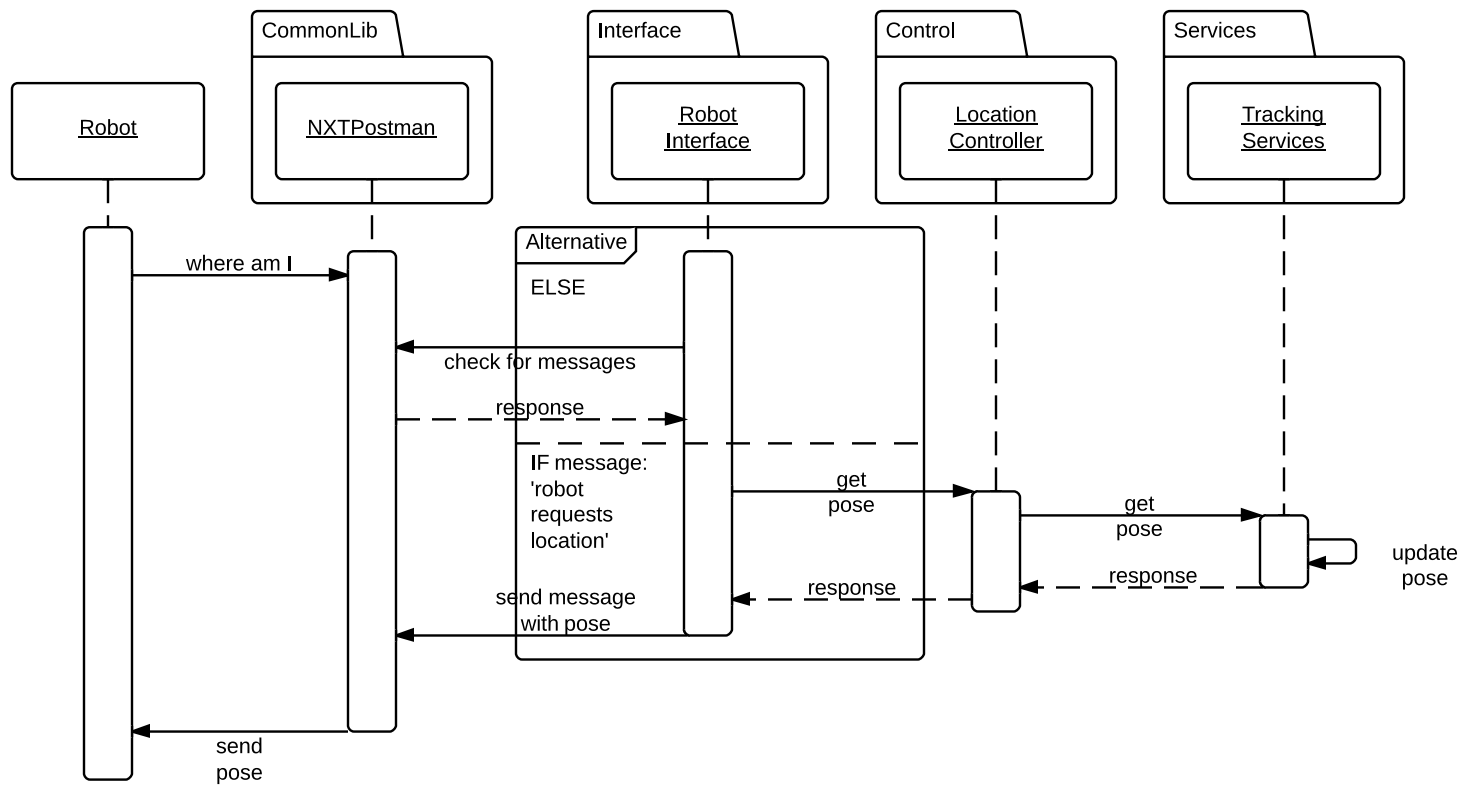 CommonLib
Interface
Control
Services
Robot
NXTPostman
Robot
Interface
Location
Controller
Tracking
Services
Alternative
where am I
ELSE
check for messages
response
IF message:
'robot
requests
location'
get
pose
get
pose
update
pose
response
response
send message
with pose
send
pose